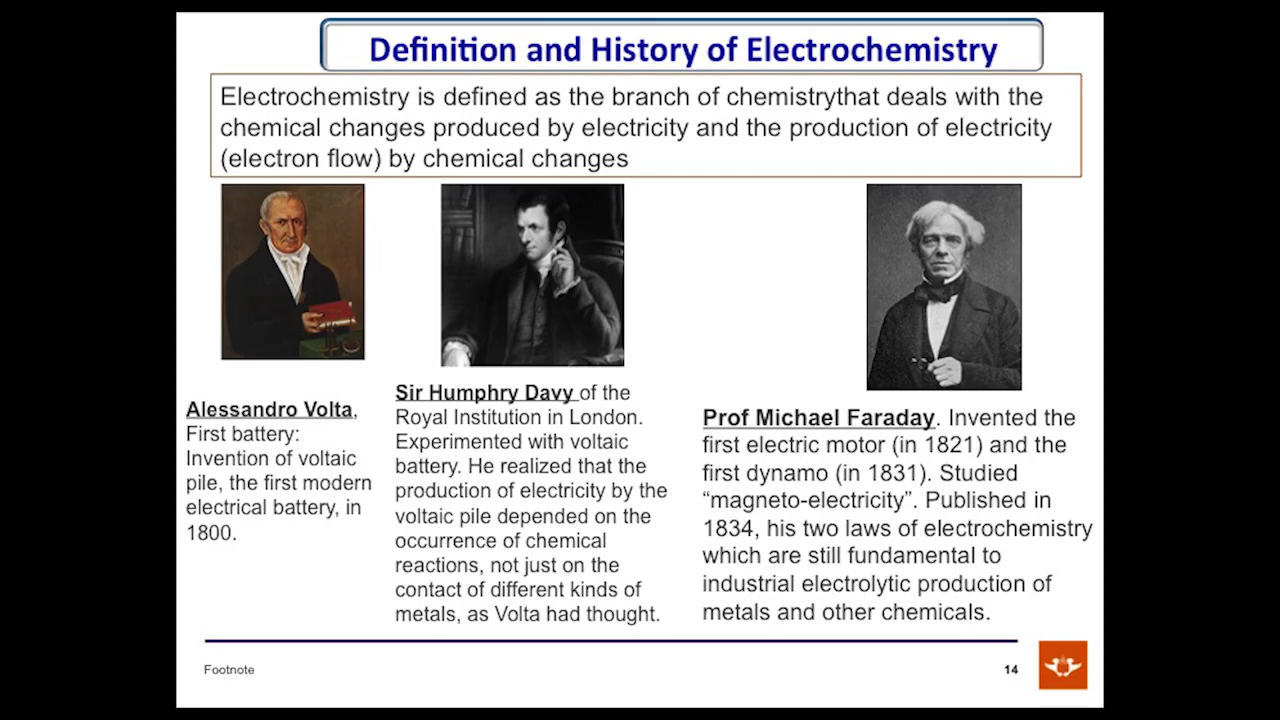 Definition and History of Electrochemistry
Electrochemistry is defined as the branch of chemistrythat deals with the
chemical changes produced by electricity and the production of electricity
(electron flow) by chemical changes
Alessandro Volta,
First battery:
Invention of voltaic
pile, the first modern
electrical battery, in
1800.
Sir Humphry Davy of the
Royal Institution in London.
Experimented with voltaic
battery. He realized that the
production of electricity by the
voltaic pile depended on the
occurrence of chemical
reactions, not just on the
contact of different kinds of
metals, as Volta had thought.
Prof Michael Faraday. Invented the
first electric motor (in 1821) and the
first dynamo (in 1831). Studied
“magneto-electricity”. Published in
1834, his two laws of electrochemistry
which are still fundamental to
industrial electrolytic production of
metals and other chemicals.
Footnote
14